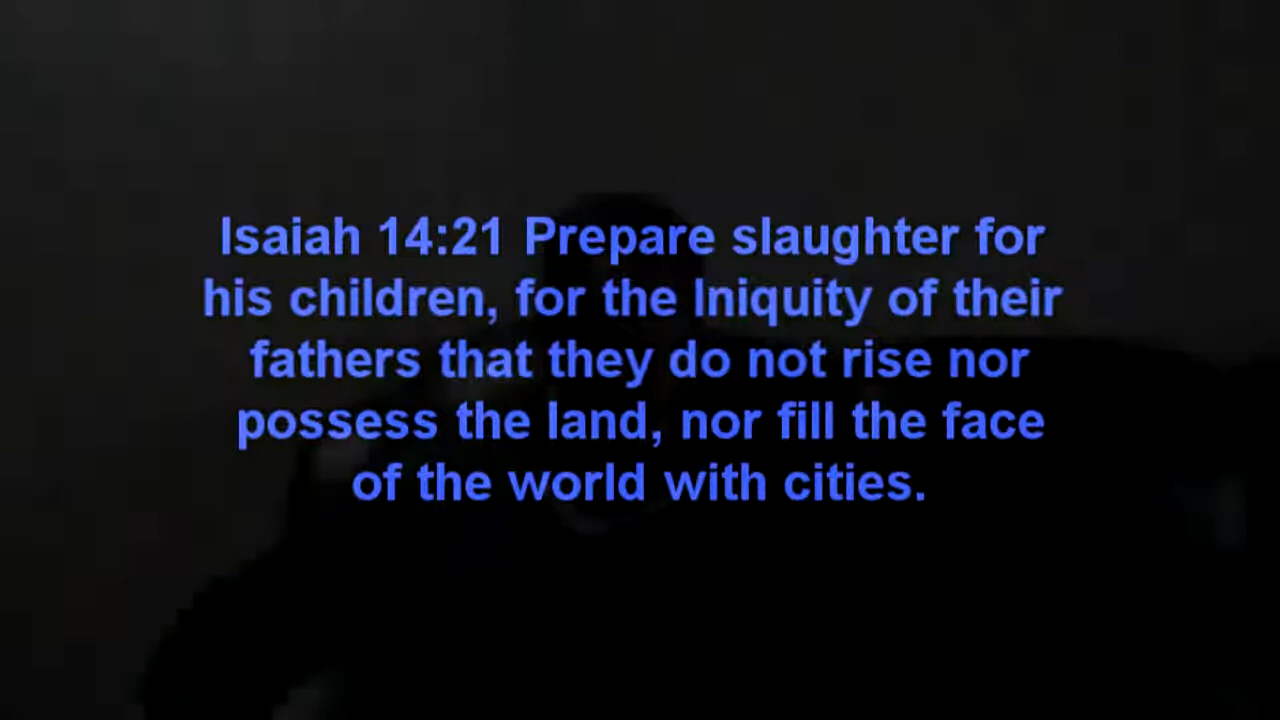 Isaiah 14:21 Prepare slaughter for
his children, for the Iniquity of their
fathers that they do not rise nor
possess the land, nor fill the face
of the world with cities.